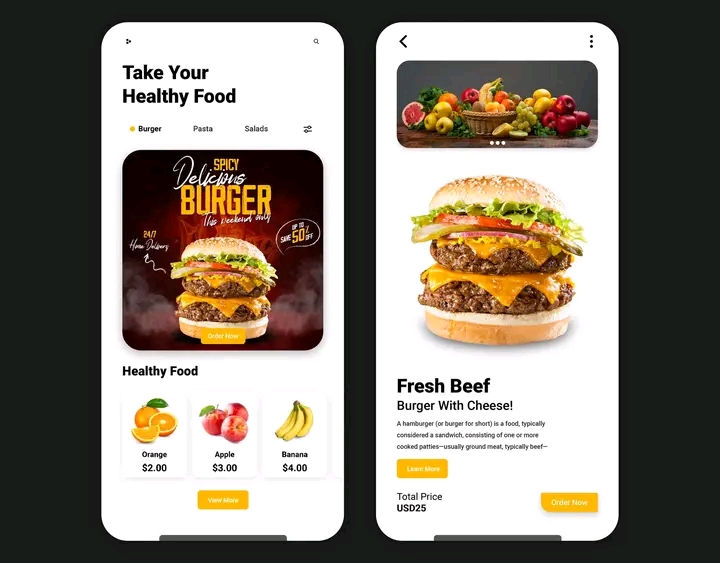 Take Your
Healthy Food
Burger
Pasta
Salads
SPICY
Delicious
BURGER
This weekend only
UP TO
SAVE 50% OFF
24/7
Home Delivery
Order Now
Healthy Food
Orange
$2.00
Apple
$3.00
Banana
$4.00
View More
Fresh Beef
Burger With Cheese!
A hamburger (or burger for short) is a food, typically
considered a sandwich, consisting of one or more
cooked patties—usually ground meat, typically beef—
Learn More
Total Price
USD25
Order Now